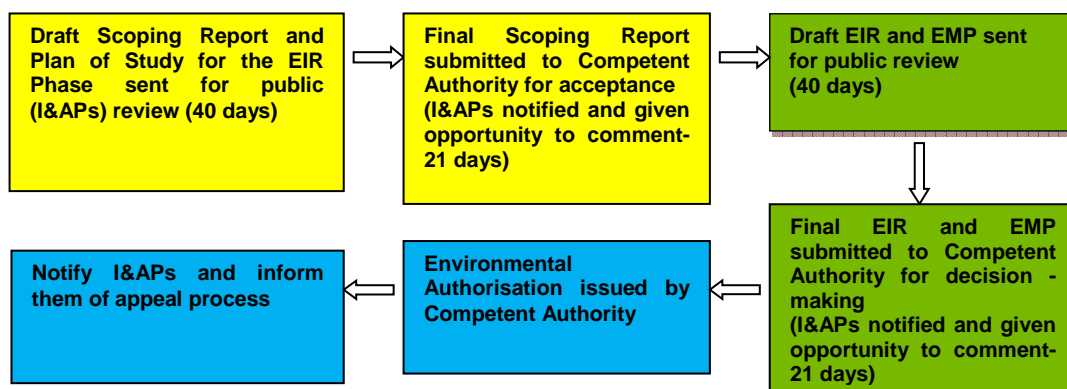 Draft Scoping Report and
Plan of Study for the EIR
Phase sent for public
(I&APs) review (40 days)
Final Scoping Report
submitted to Competent
Authority for acceptance
(I&APs notified and given
opportunity to comment-
21 days)
Draft EIR and EMP sent
for public review
(40 days)
Final EIR and EMP
submitted to Competent
Authority for decision -
making
(I&APs notified and given
opportunity to comment-
21 days)
Environmental
Authorisation issued by
Competent Authority
Notify I&APs and inform
them of appeal process